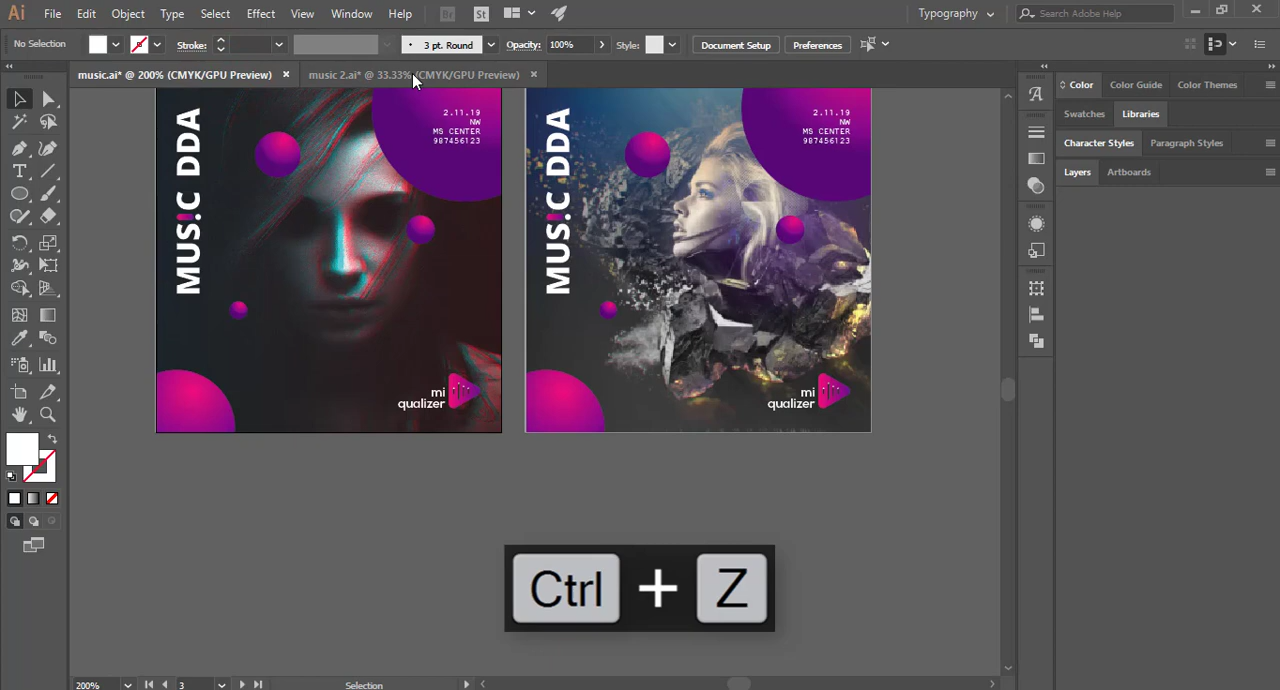 Ai File Edit Object Type Select Effect View Window Help Br St Typography Search Adobe Help
No Selection Stroke: 3 pt. Round Opacity: 100% Style: Document Setup Preferences
music.ai* @ 200% (CMYK/GPU Preview) × music 2.ai* @ 33.33% (CMYK/GPU Preview) ×
Color Color Guide Color Themes
Swatches Libraries
Character Styles Paragraph Styles
Layers Artboards
MUS!C DDA
2.11.19
NW
MS CENTER
987456123
mi
qualizer
MUS!C DDA
2.11.19
NW
MS CENTER
987456123
mi
qualizer
Ctrl + Z
200% 3 Selection